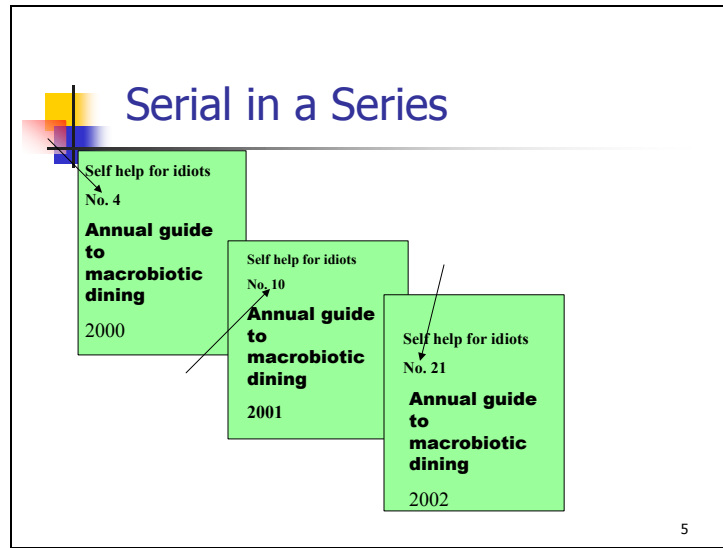 Serial in a Series
Self help for idiots
No. 4
Annual guide
to
macrobiotic
dining
2000
Self help for idiots
No. 10
Annual guide
to
macrobiotic
dining
2001
Self help for idiots
No. 21
Annual guide
to
macrobiotic
dining
2002
5